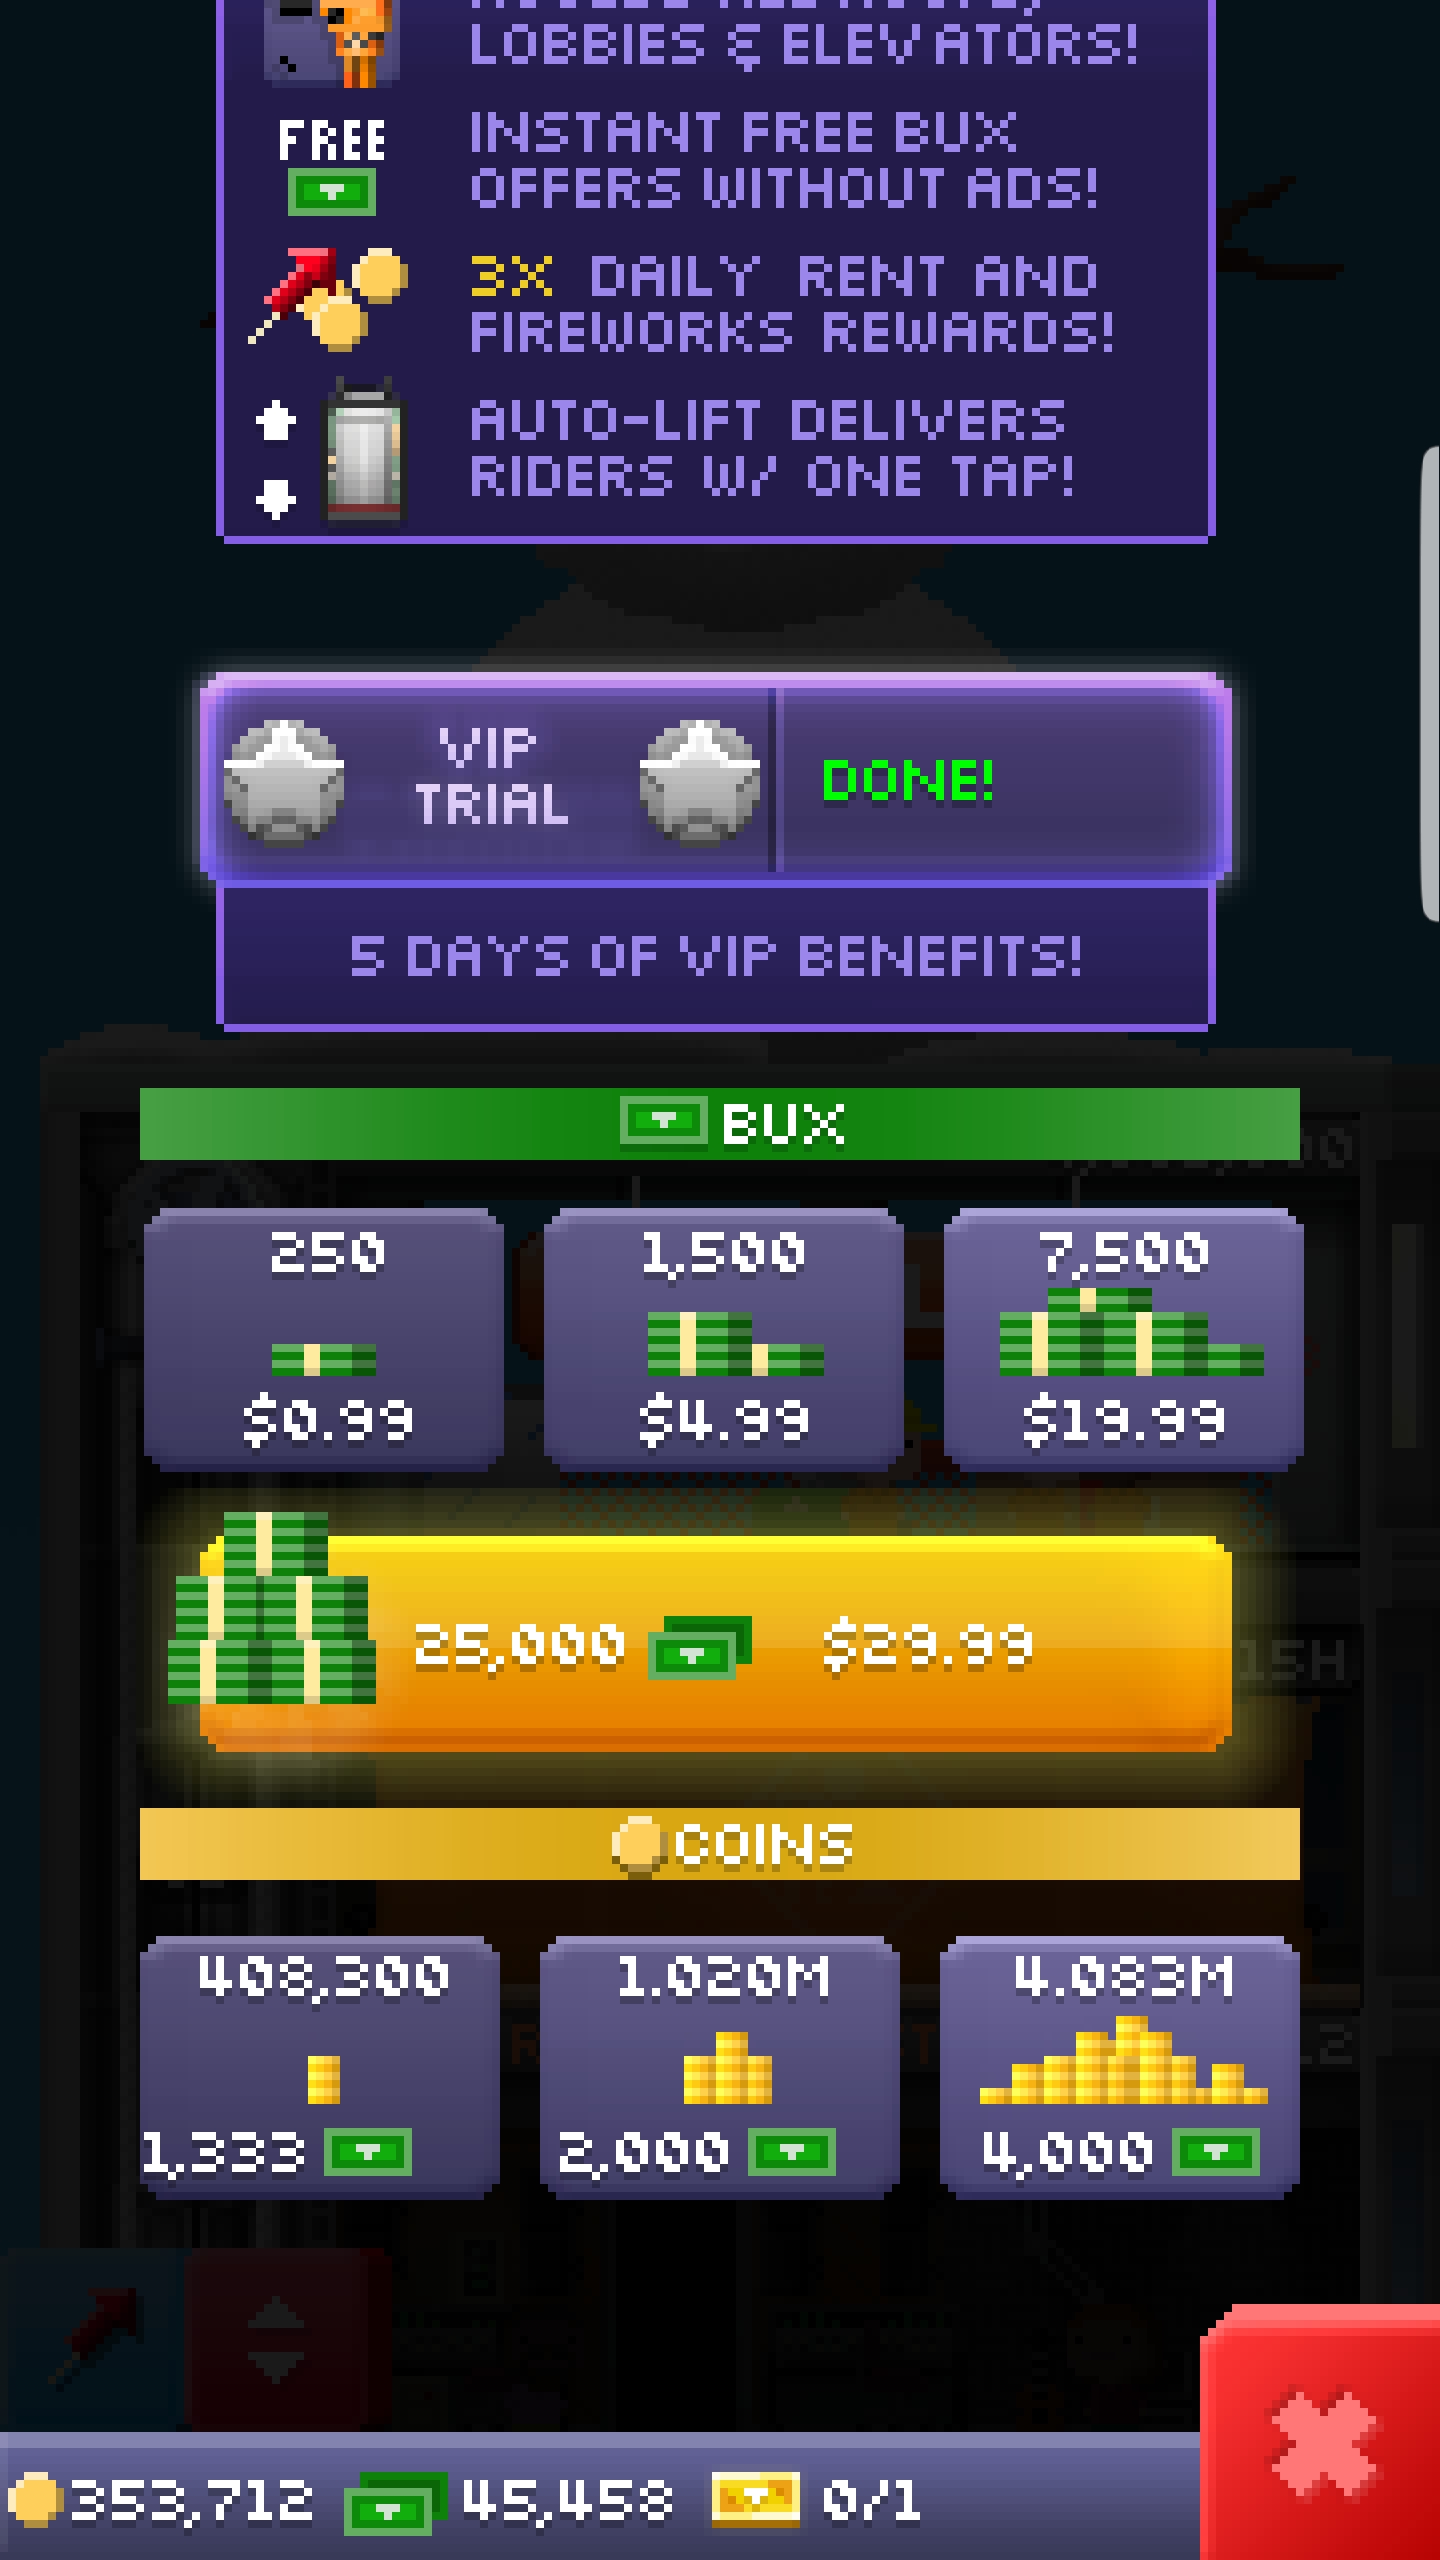 LOBBIES & ELEVATORS!
FREE
INSTANT FREE BUX
OFFERS WITHOUT ADS!
3X DAILY RENT AND
FIREWORKS REWARDS!
AUTO-LIFT DELIVERS
RIDERS W/ ONE TAP!
VIP
TRIAL
DONE!
5 DAYS OF VIP BENEFITS!
BUX
250
1,500
7,500
$0.99
$4.99
$19.99
25,000
$29.99
15H
COINS
408,300
1.020M
4.083M
1,333
2,000
4,000
353,712
45,458
0/1